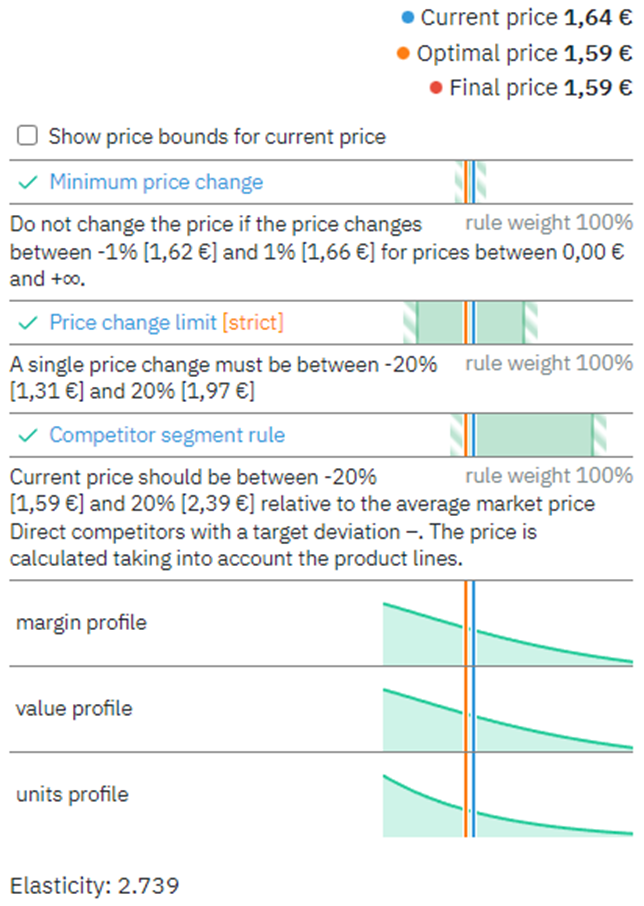 Current price 1,64 €
Optimal price 1,59 €
Final price 1,59 €
Show price bounds for current price
Minimum price change
Do not change the price if the price changes rule weight 100%
between -1% [1,62 €] and 1% [1,66 €] for prices between 0,00 €
and +∞.
Price change limit [strict]
A single price change must be between -20% rule weight 100%
[1,31 €] and 20% [1,97 €]
Competitor segment rule
Current price should be between -20% rule weight 100%
[1,59 €] and 20% [2,39 €] relative to the average market price
Direct competitors with a target deviation –. The price is
calculated taking into account the product lines.
margin profile
value profile
units profile
Elasticity: 2.739